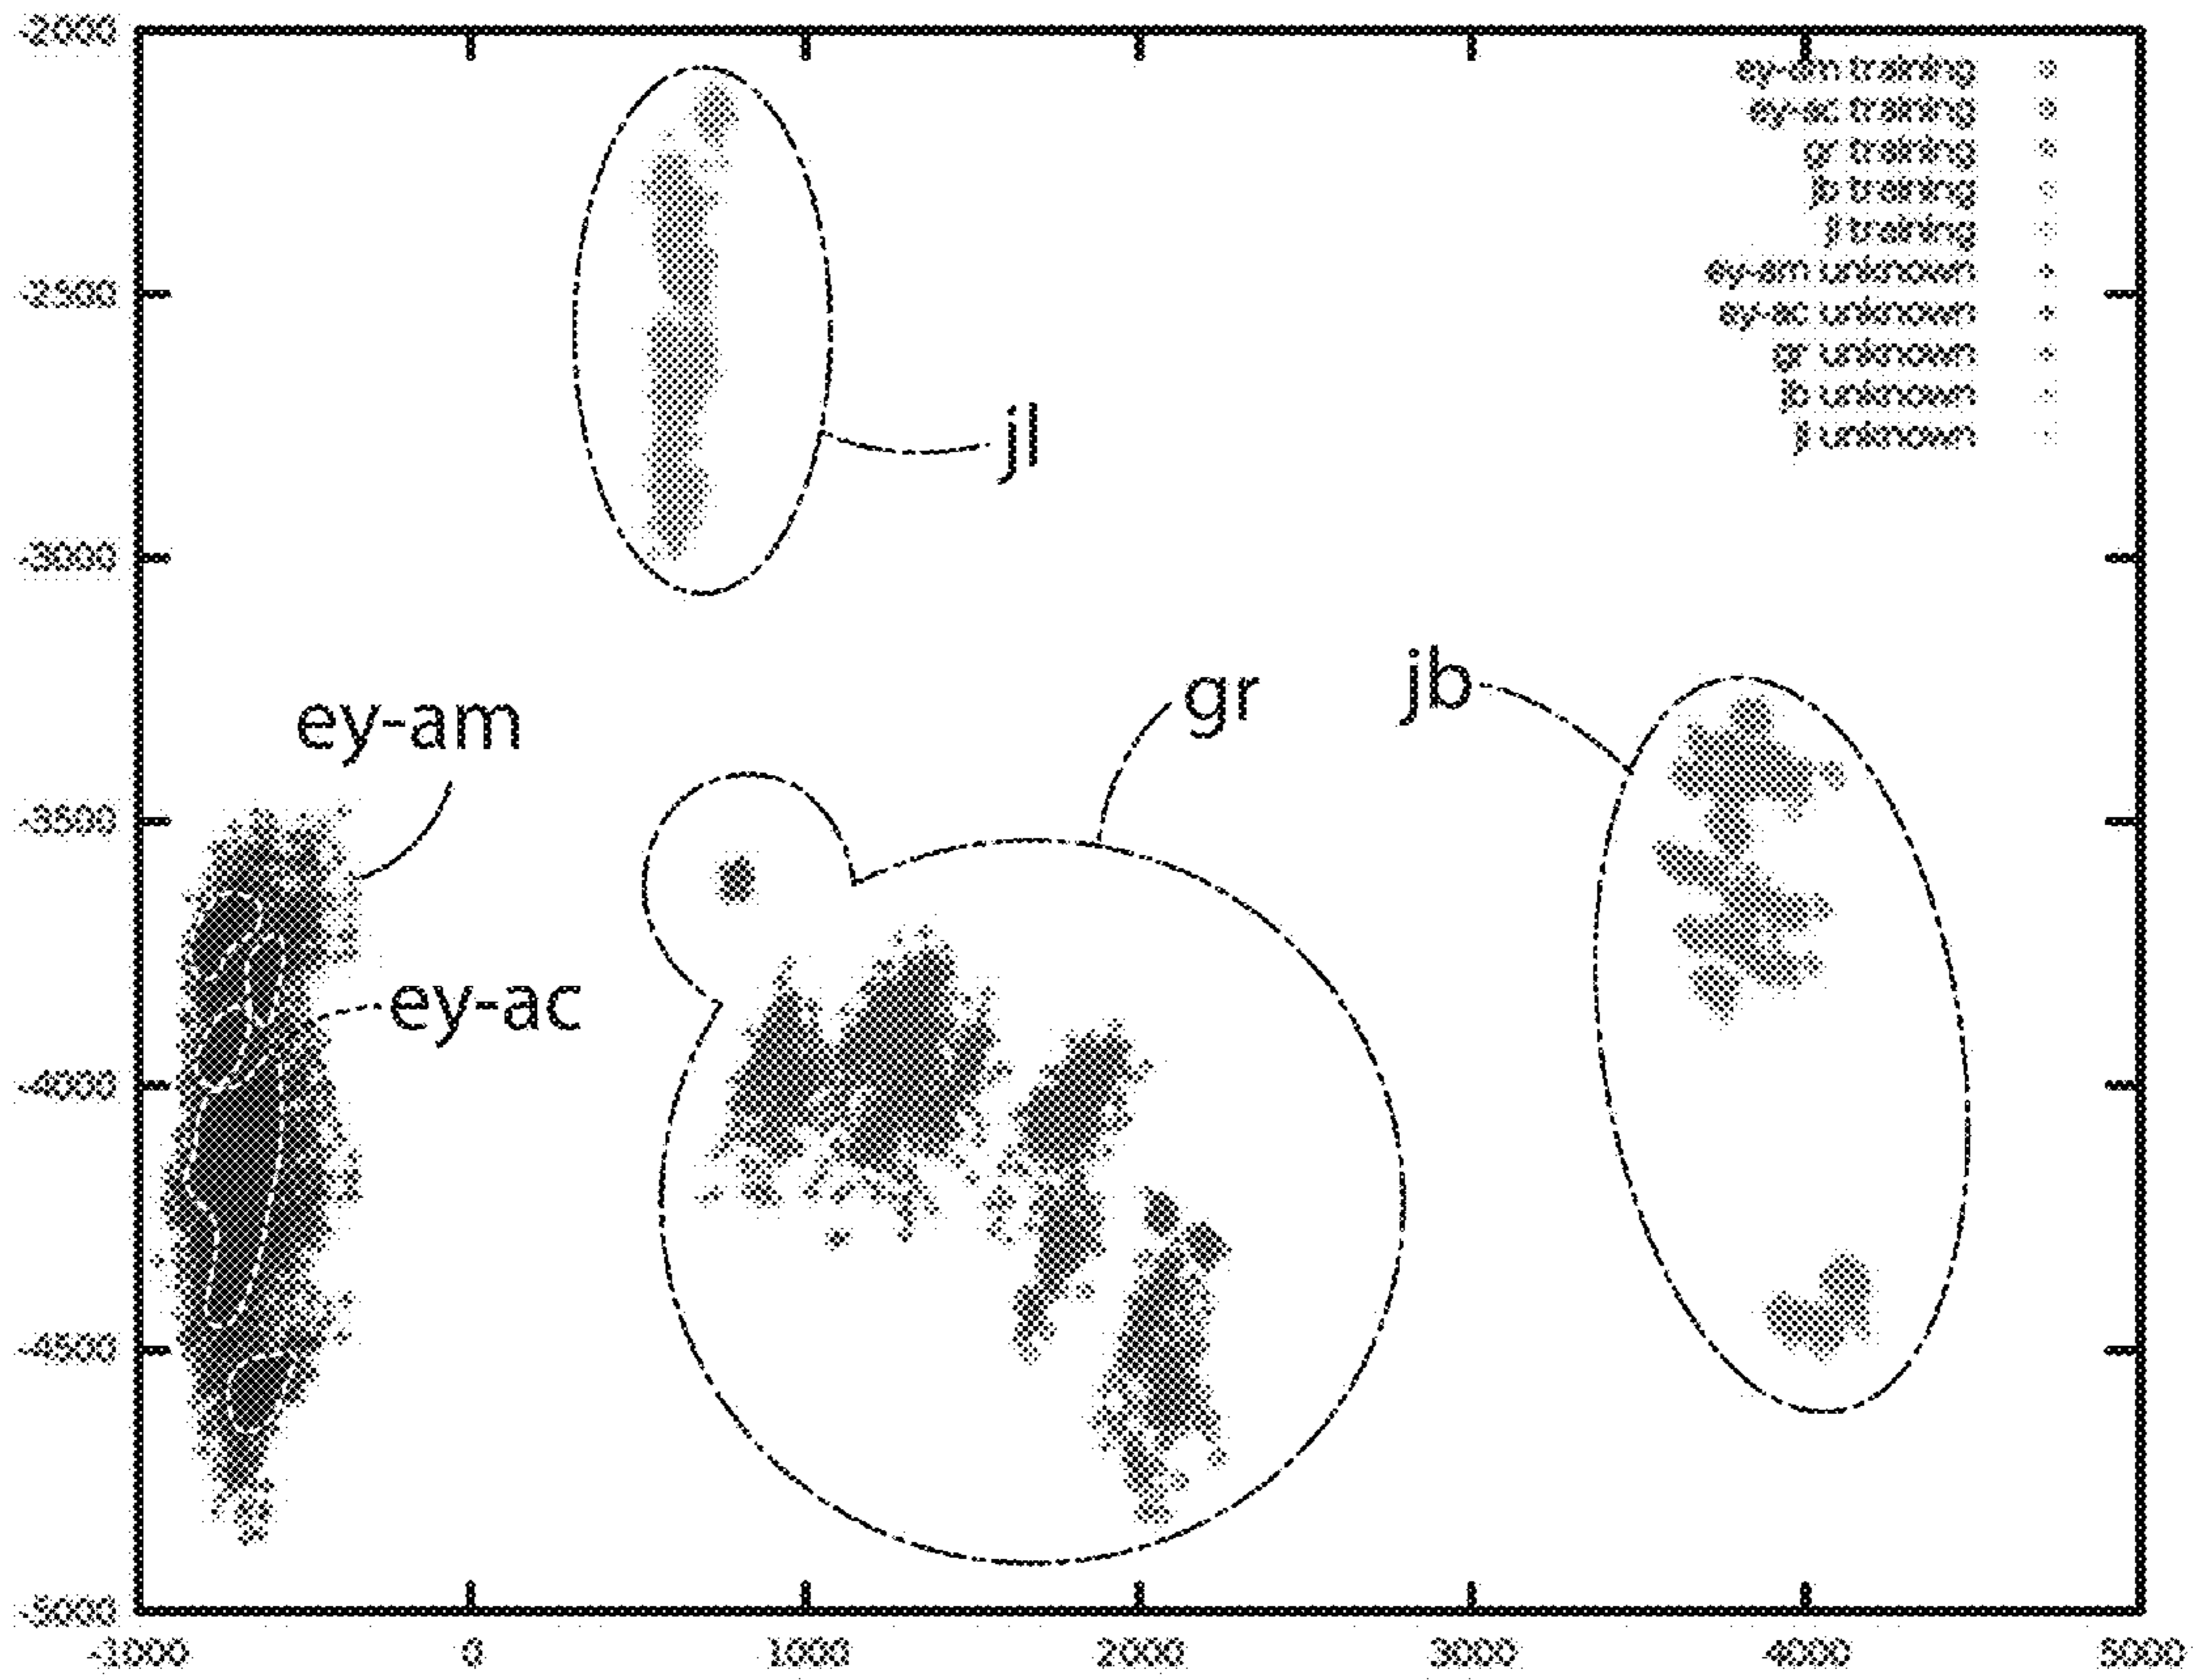 -2000
-2500
-3000
-3500
-4000
-4500
-5000
-1000 0 1000 2000 3000 4000 5000
ey-am training
ey-ac training
gr training
jb training
jl training
ey-am unknown
ey-ac unknown
gr unknown
jb unknown
jl unknown
jl
gr
jb
ey-am
ey-ac